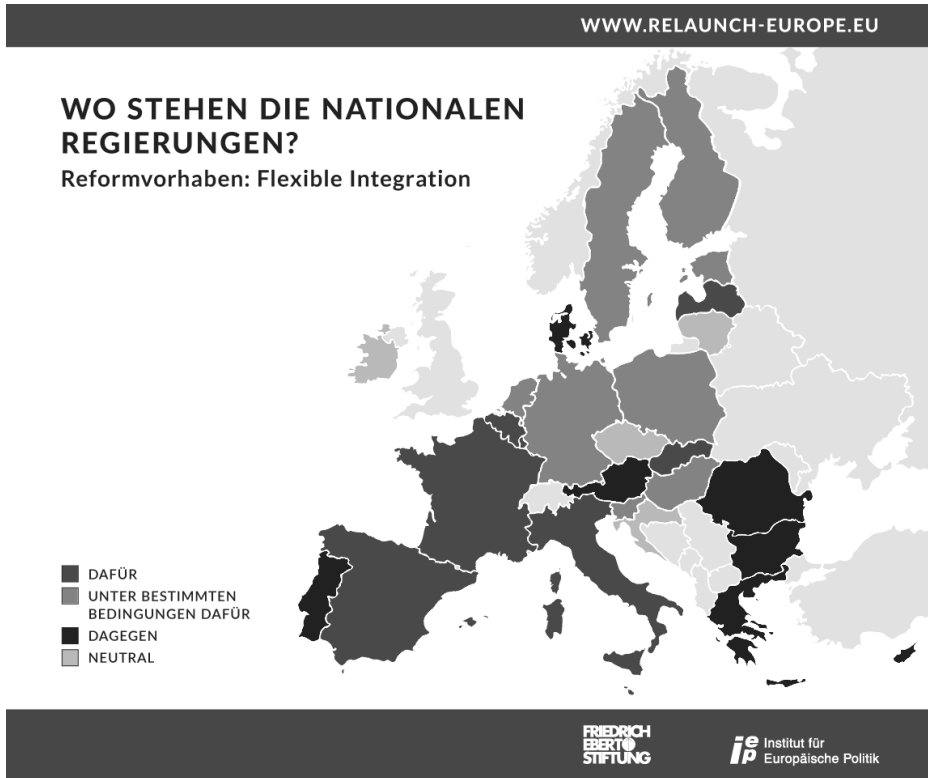 WWW.RELAUNCH-EUROPE.EU
WO STEHEN DIE NATIONALEN
REGIERUNGEN?
Reformvorhaben: Flexible Integration
DAFÜR
UNTER BESTIMMTEN
BEDINGUNGEN DAFÜR
DAGEGEN
NEUTRAL
FRIEDRICH
EBERT
STIFTUNG
iep Institut für
Europäische Politik